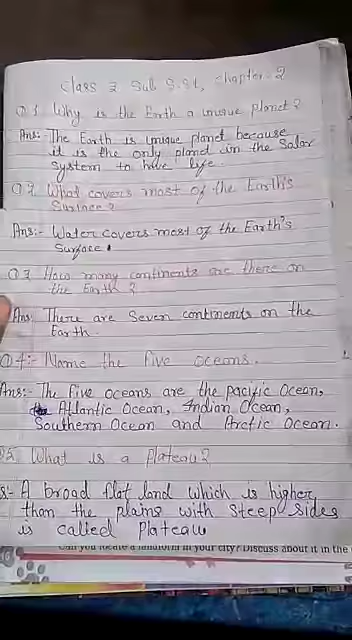 Class 3 Sub S.St, Chapter: 2
Q 1 Why is the Earth a unique planet?
Ans: The Earth is unique planet because
it is the only planet in the Solar
System to have life.
Q 2 What covers most of the Earth's
Surface?
Ans:- Water covers most of the Earth's
Surface.
Q 3 How many continents are there on
the Earth?
Ans: There are Seven continents on the
Earth.
Q4:- Name the five oceans.
Ans:- The five oceans are the pacific Ocean,
Atlantic Ocean, Indian Ocean,
Southern Ocean and Arctic Ocean.
5. What is a Plateau?
s:- A broad flat land which is higher
than the plains with steep sides
is called Plateau
Can you locate a landform in your city? Discuss about it in the